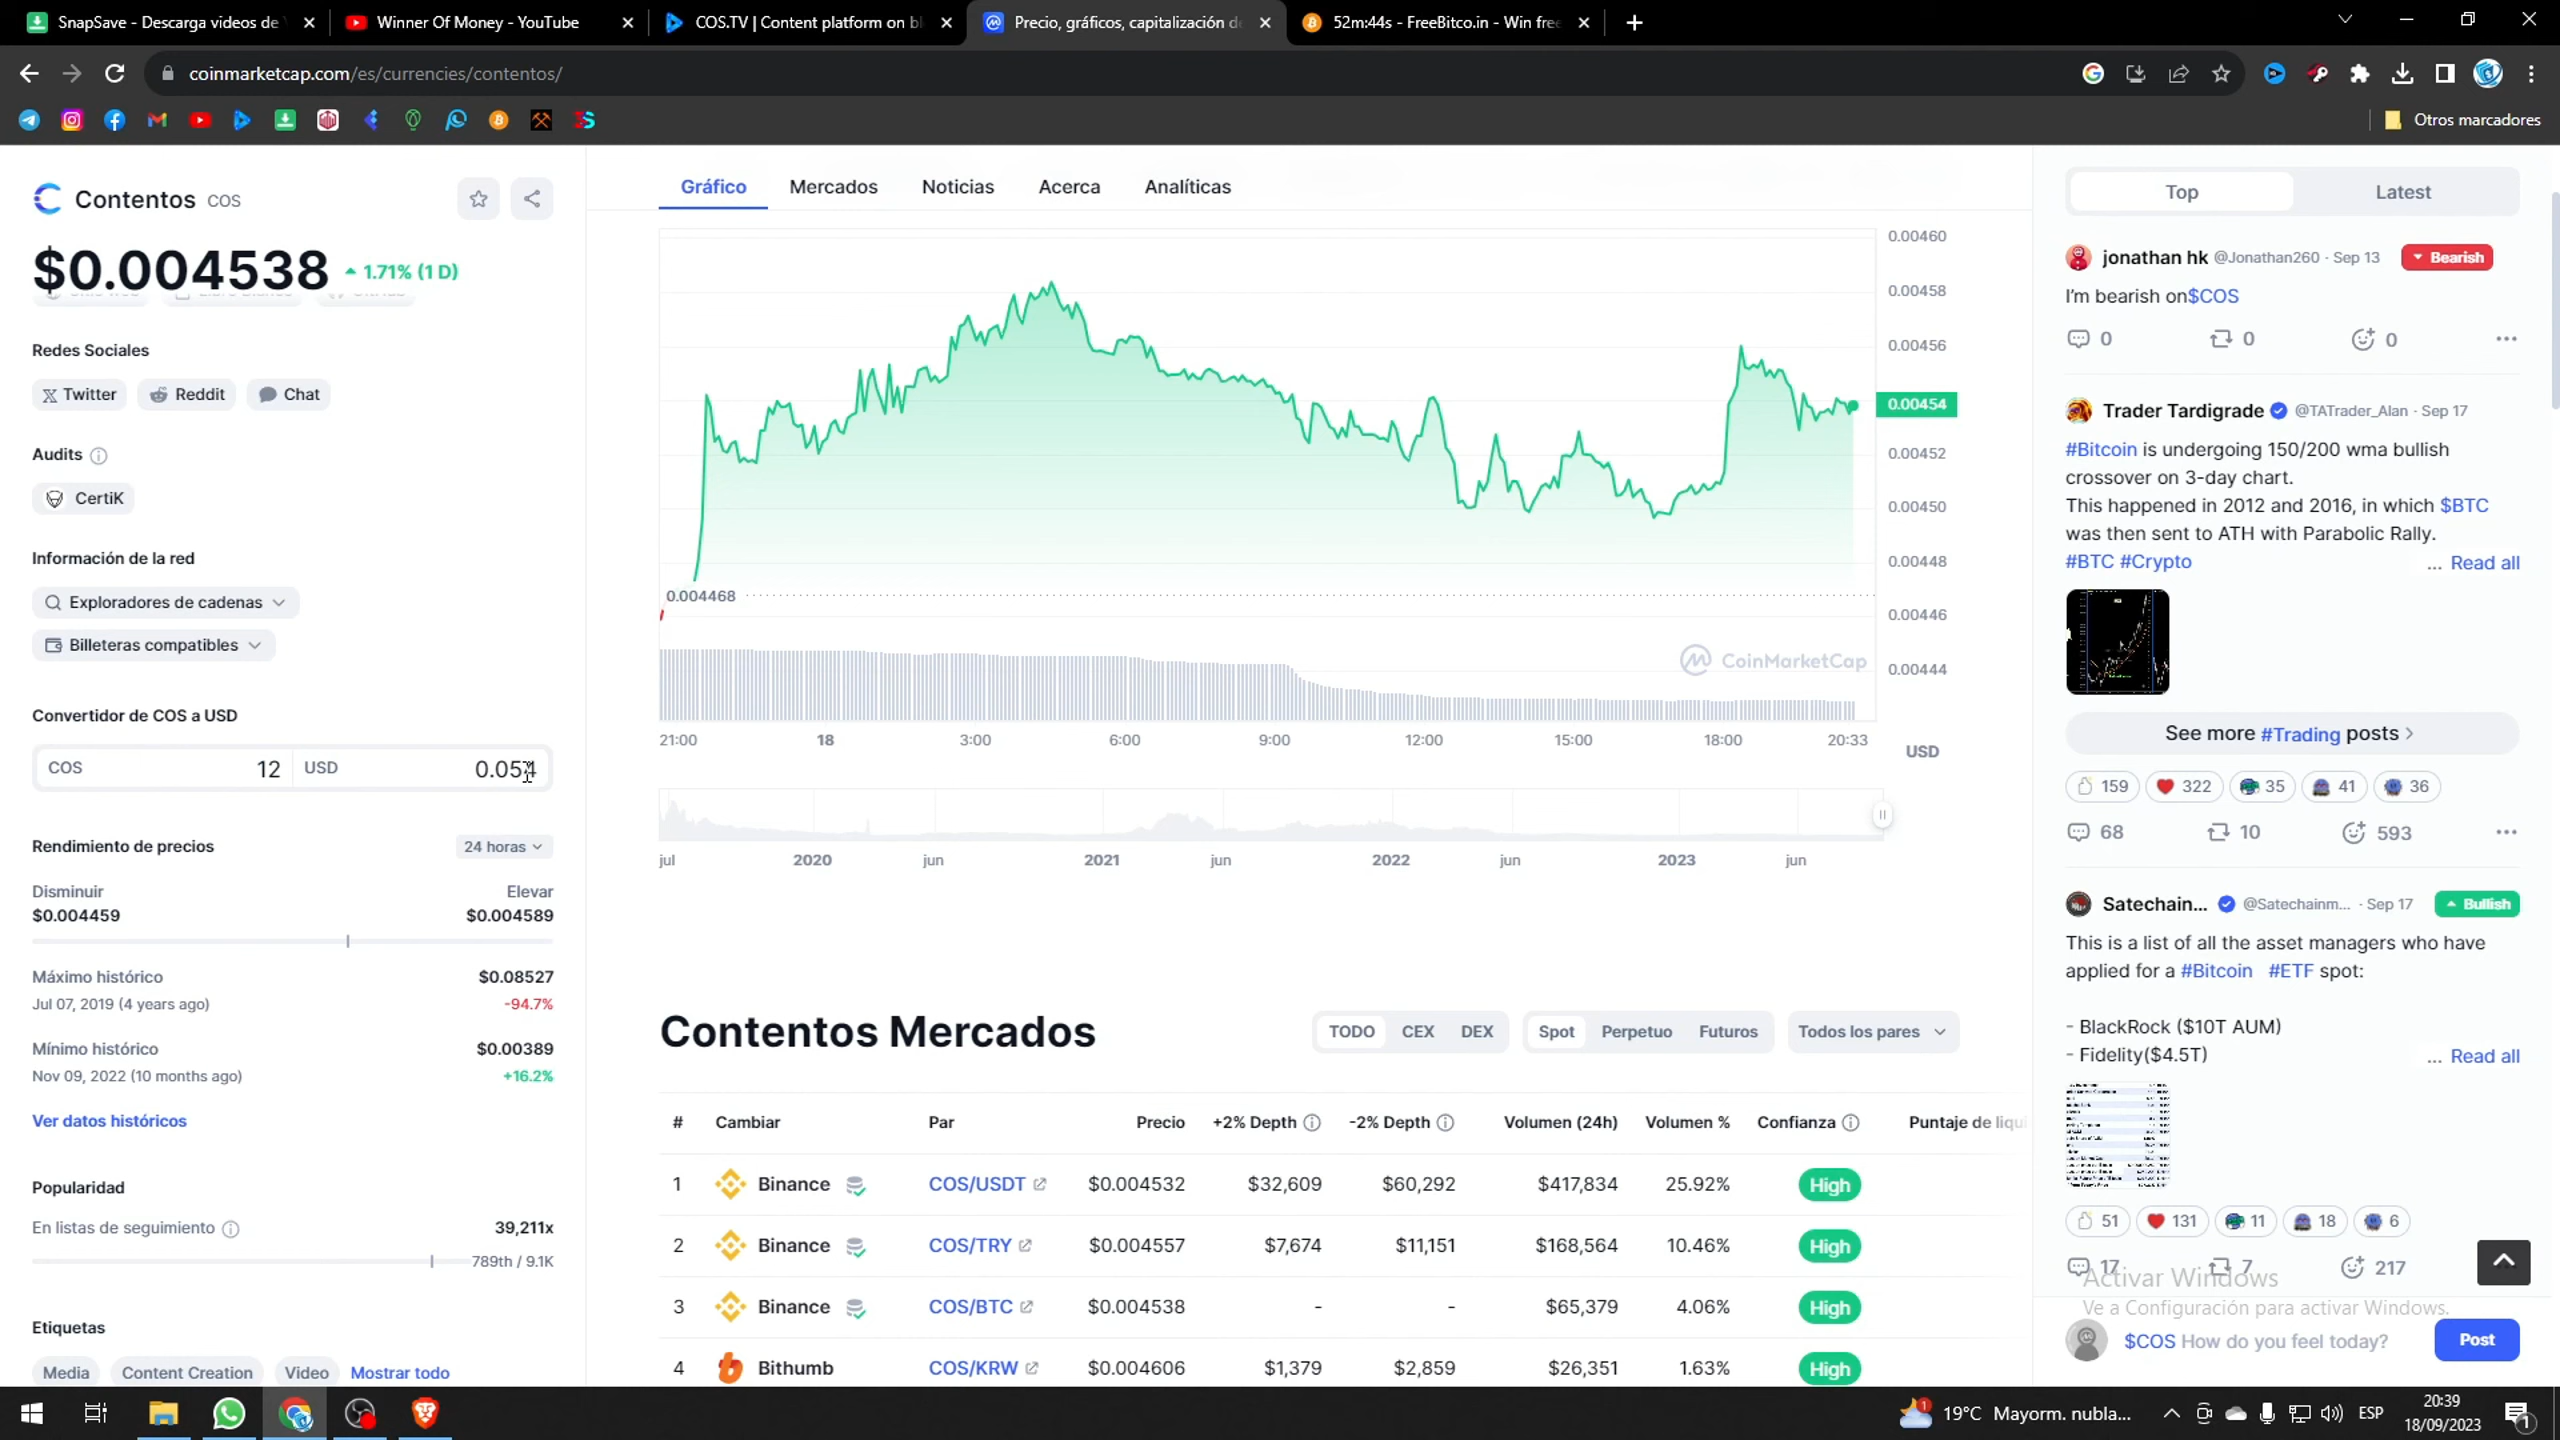 SnapSave - Descarga videos de
Winner Of Money - YouTube
COS.TV | Content platform on bl
Precio, gráficos, capitalización de
52m:44s - FreeBitco.in - Win free
coinmarketcap.com/es/currencies/contentos/
Otros marcadores
Contentos COS
$0.004538 1.71% (1 D)
Redes Sociales
Twitter
Reddit
Chat
Audits
CertiK
Información de la red
Exploradores de cadenas
Billeteras compatibles
Convertidor de COS a USD
COS 12 USD 0.054
Rendimiento de precios 24 horas
Disminuir Elevar
$0.004459 $0.004589
Máximo histórico $0.08527
Jul 07, 2019 (4 years ago) -94.7%
Mínimo histórico $0.00389
Nov 09, 2022 (10 months ago) +16.2%
Ver datos históricos
Popularidad
En listas de seguimiento 39,211x
789th / 9.1K
Etiquetas
Media
Content Creation
Video
Mostrar todo
Gráfico Mercados Noticias Acerca Analíticas
0.00460
0.00458
0.00456
0.00454
0.00452
0.00450
0.00448
0.004468
0.00446
0.00444
CoinMarketCap
21:00 18 3:00 6:00 9:00 12:00 15:00 18:00 20:33
USD
jul 2020 jun 2021 jun 2022 jun 2023 jun
Contentos Mercados
TODO CEX DEX
Spot Perpetuo Futuros
Todos los pares
# Cambiar Par Precio +2% Depth -2% Depth Volumen (24h) Volumen % Confianza Puntaje de liqu
1 Binance COS/USDT $0.004532 $32,609 $60,292 $417,834 25.92% High
2 Binance COS/TRY $0.004557 $7,674 $11,151 $168,564 10.46% High
3 Binance COS/BTC $0.004538 - - $65,379 4.06% High
4 Bithumb COS/KRW $0.004606 $1,379 $2,859 $26,351 1.63% High
Top Latest
jonathan hk @Jonathan260 · Sep 13 Bearish
I'm bearish on$COS
0 0 0 ...
Trader Tardigrade @TATrader_Alan · Sep 17
#Bitcoin is undergoing 150/200 wma bullish
crossover on 3-day chart.
This happened in 2012 and 2016, in which $BTC
was then sent to ATH with Parabolic Rally.
#BTC #Crypto ... Read all
See more #Trading posts >
159 322 35 41 36
68 10 593 ...
Satechain... @Satechainm... · Sep 17 Bullish
This is a list of all the asset managers who have
applied for a #Bitcoin #ETF spot:
- BlackRock ($10T AUM)
- Fidelity($4.5T) ... Read all
51 131 11 18 6
17 7 217
Activar Windows
Ve a Configuración para activar Windows.
$COS How do you feel today? Post
19°C Mayorm. nubla...
ESP
20:39
18/09/2023